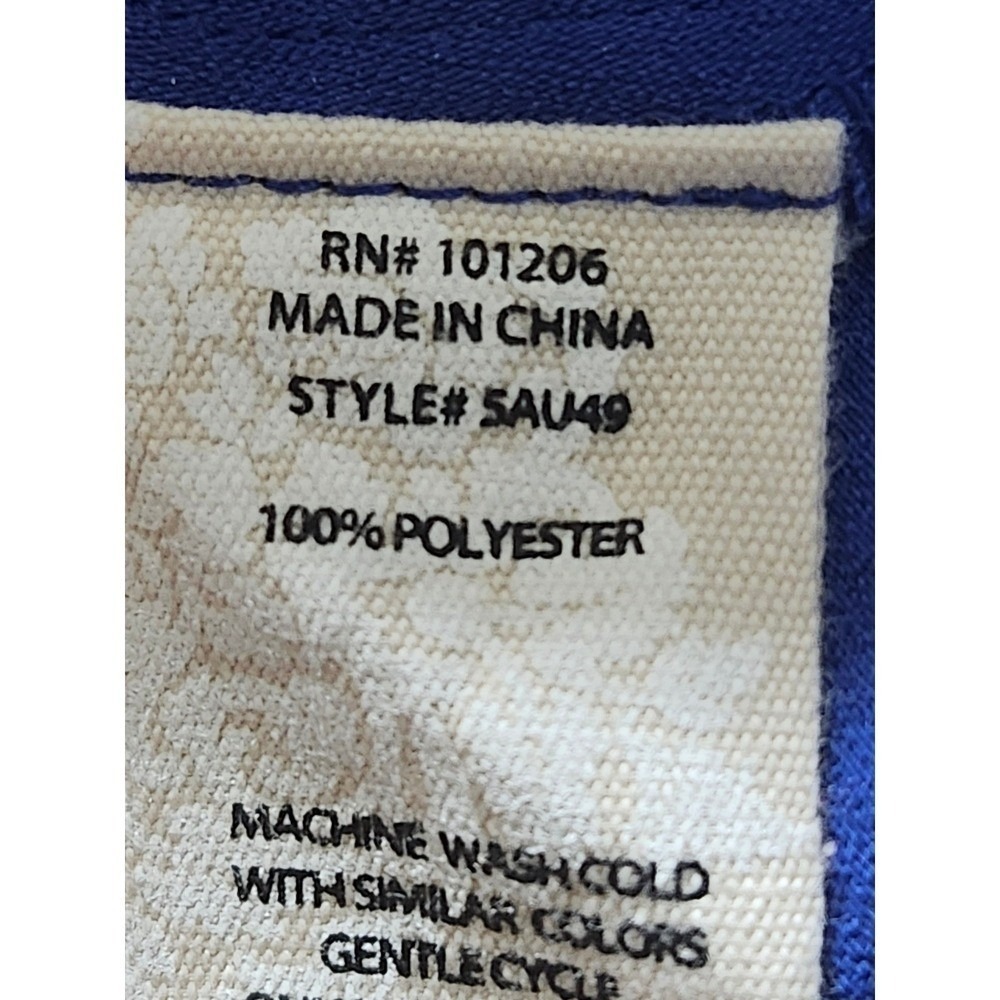 RN# 101206
MADE IN CHINA
STYLE# 5AU49
100% POLYESTER
MACHINE WASH COLD
WITH SIMILAR COLORS
GENTLE CYCLE